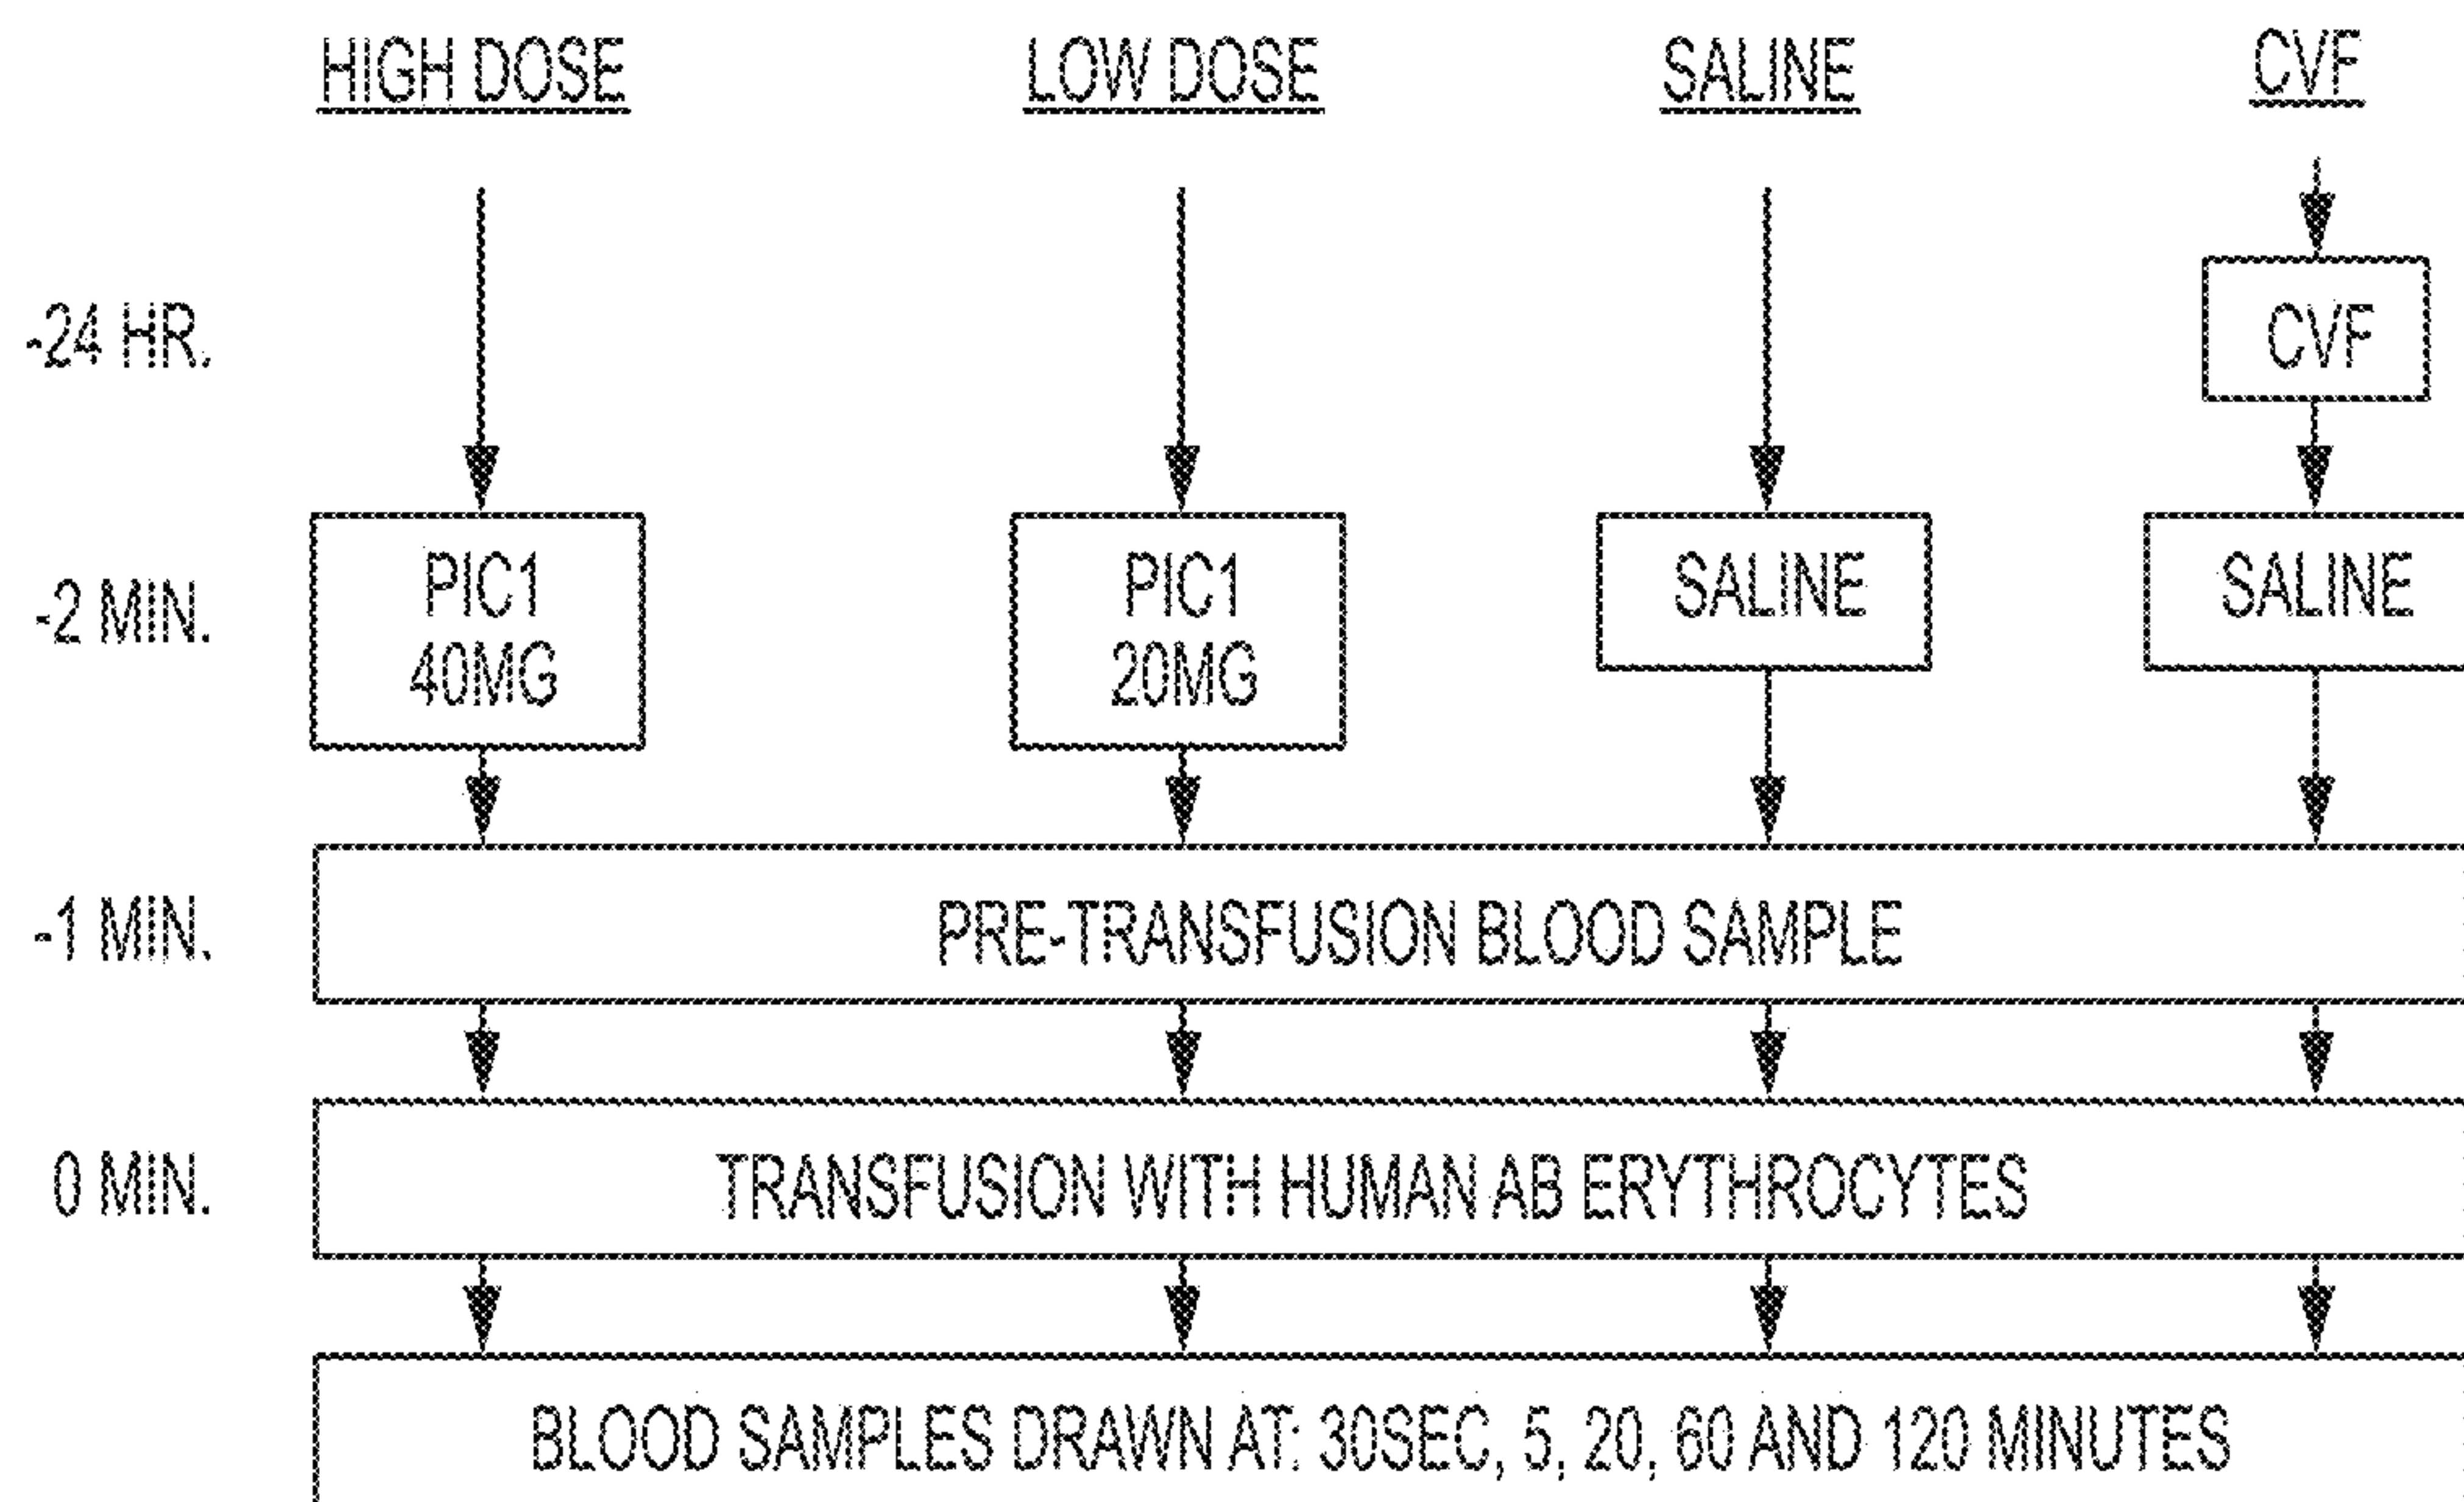 HIGH DOSE
LOW DOSE
SALINE
CVF
-24 HR.
CVF
-2 MIN.
PIC1
40MG
PIC1
20MG
SALINE
SALINE
-1 MIN.
PRE-TRANSFUSION BLOOD SAMPLE
0 MIN.
TRANSFUSION WITH HUMAN AB ERYTHROCYTES
BLOOD SAMPLES DRAWN AT: 30SEC, 5, 20, 60 AND 120 MINUTES